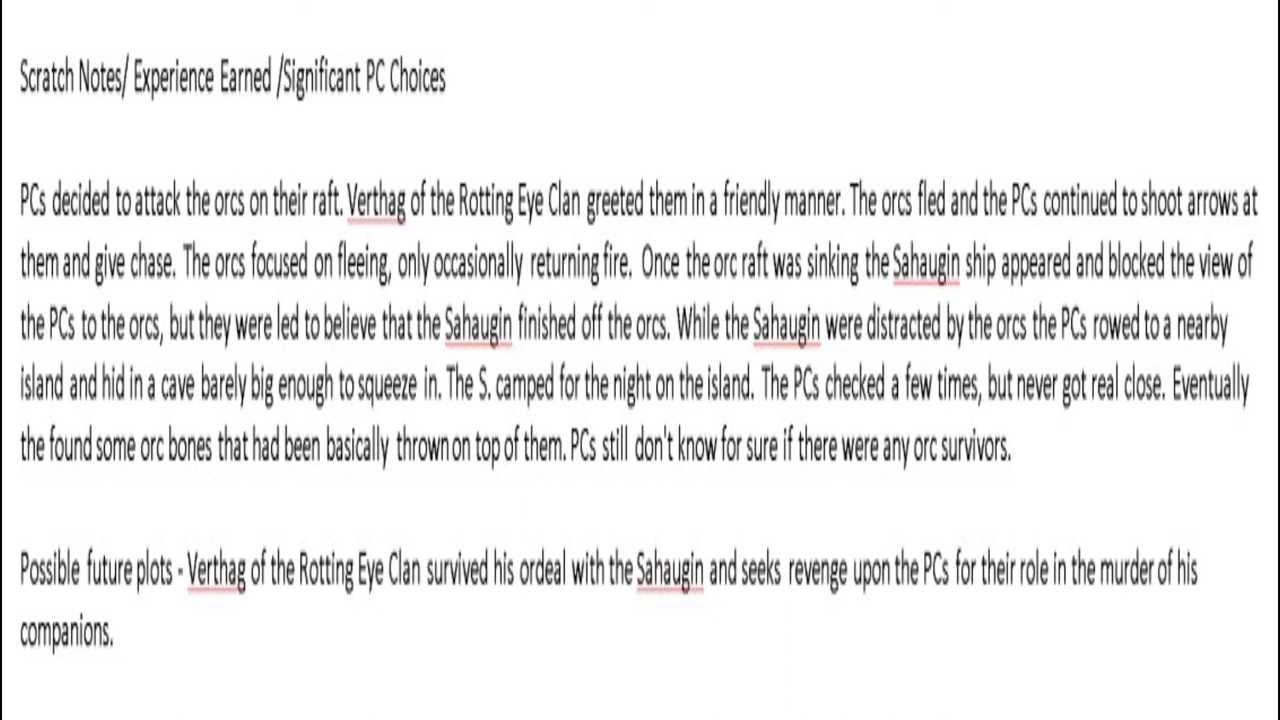 Scratch Notes/ Experience Earned /Significant PC Choices
PCs decided to attack the orcs on their raft. Verthag of the Rotting Eye Clan greeted them in a friendly manner. The orcs fled and the PCs continued to shoot arrows at
them and give chase. The orcs focused on fleeing, only occasionally returning fire. Once the orc raft was sinking the Sahaugin ship appeared and blocked the view of
the PCs to the orcs, but they were led to believe that the Sahaugin finished off the orcs. While the Sahaugin were distracted by the orcs the PCs rowed to a nearby
island and hid in a cave barely big enough to squeeze in. The S. camped for the night on the island. The PCs checked a few times, but never got real close. Eventually
the found some orc bones that had been basically thrown on top of them. PCs still don't know for sure if there were any orc survivors.
Possible future plots - Verthag of the Rotting Eye Clan survived his ordeal with the Sahaugin and seeks revenge upon the PCs for their role in the murder of his
companions.